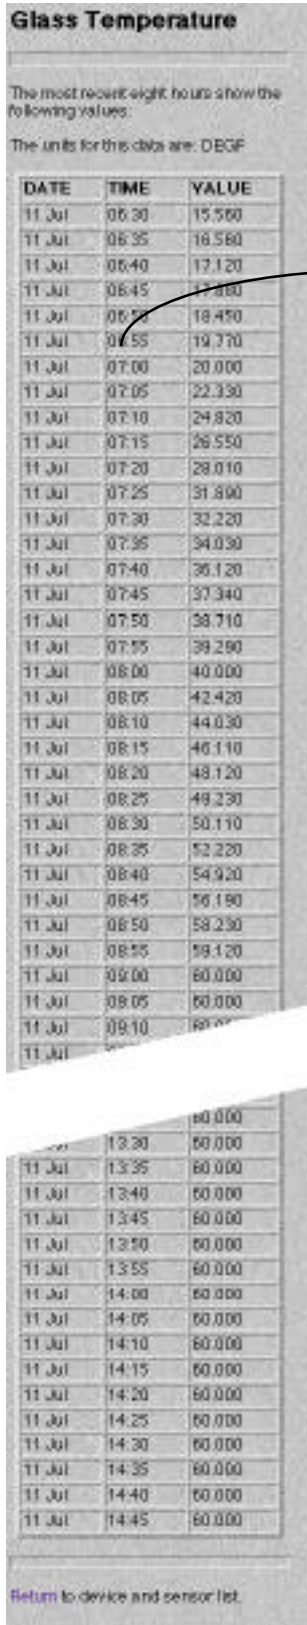 Glass Temperature
The most recent eight hours show the
following values:
The units for this data are: DEGF
DATE TIME VALUE
11 Jul 06:30 15.560
11 Jul 06:35 16.560
11 Jul 06:40 17.120
11 Jul 06:45 17.880
11 Jul 06:50 18.450
11 Jul 06:55 19.770
11 Jul 07:00 20.000
11 Jul 07:05 22.330
11 Jul 07:10 24.820
11 Jul 07:15 26.550
11 Jul 07:20 28.010
11 Jul 07:25 31.890
11 Jul 07:30 32.220
11 Jul 07:35 34.030
11 Jul 07:40 36.120
11 Jul 07:45 37.340
11 Jul 07:50 38.710
11 Jul 07:55 39.290
11 Jul 08:00 40.000
11 Jul 08:05 42.420
11 Jul 08:10 44.030
11 Jul 08:15 46.110
11 Jul 08:20 48.120
11 Jul 08:25 49.230
11 Jul 08:30 50.110
11 Jul 08:35 52.220
11 Jul 08:40 54.920
11 Jul 08:45 56.190
11 Jul 08:50 58.230
11 Jul 08:55 59.120
11 Jul 09:00 60.000
11 Jul 09:05 60.000
11 Jul 09:10
11 Jul
60.000
13:30 60.000
11 Jul 13:35 60.000
11 Jul 13:40 60.000
11 Jul 13:45 60.000
11 Jul 13:50 60.000
11 Jul 13:55 60.000
11 Jul 14:00 60.000
11 Jul 14:05 60.000
11 Jul 14:10 60.000
11 Jul 14:15 60.000
11 Jul 14:20 60.000
11 Jul 14:25 60.000
11 Jul 14:30 60.000
11 Jul 14:35 60.000
11 Jul 14:40 60.000
11 Jul 14:45 60.000
Return to device and sensor list.